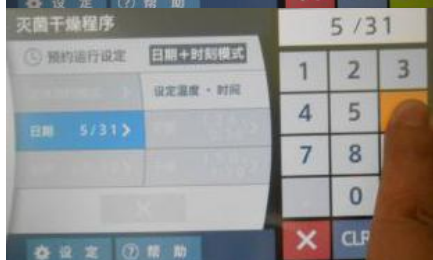 设 定 ? 帮 助
灭菌干燥程序
5/31
预约运行设定 日期+时刻模式
设定温度・时间
日期 5/31
1 2 3
4 5
7 8
0
CLR
设 定 ? 帮 助